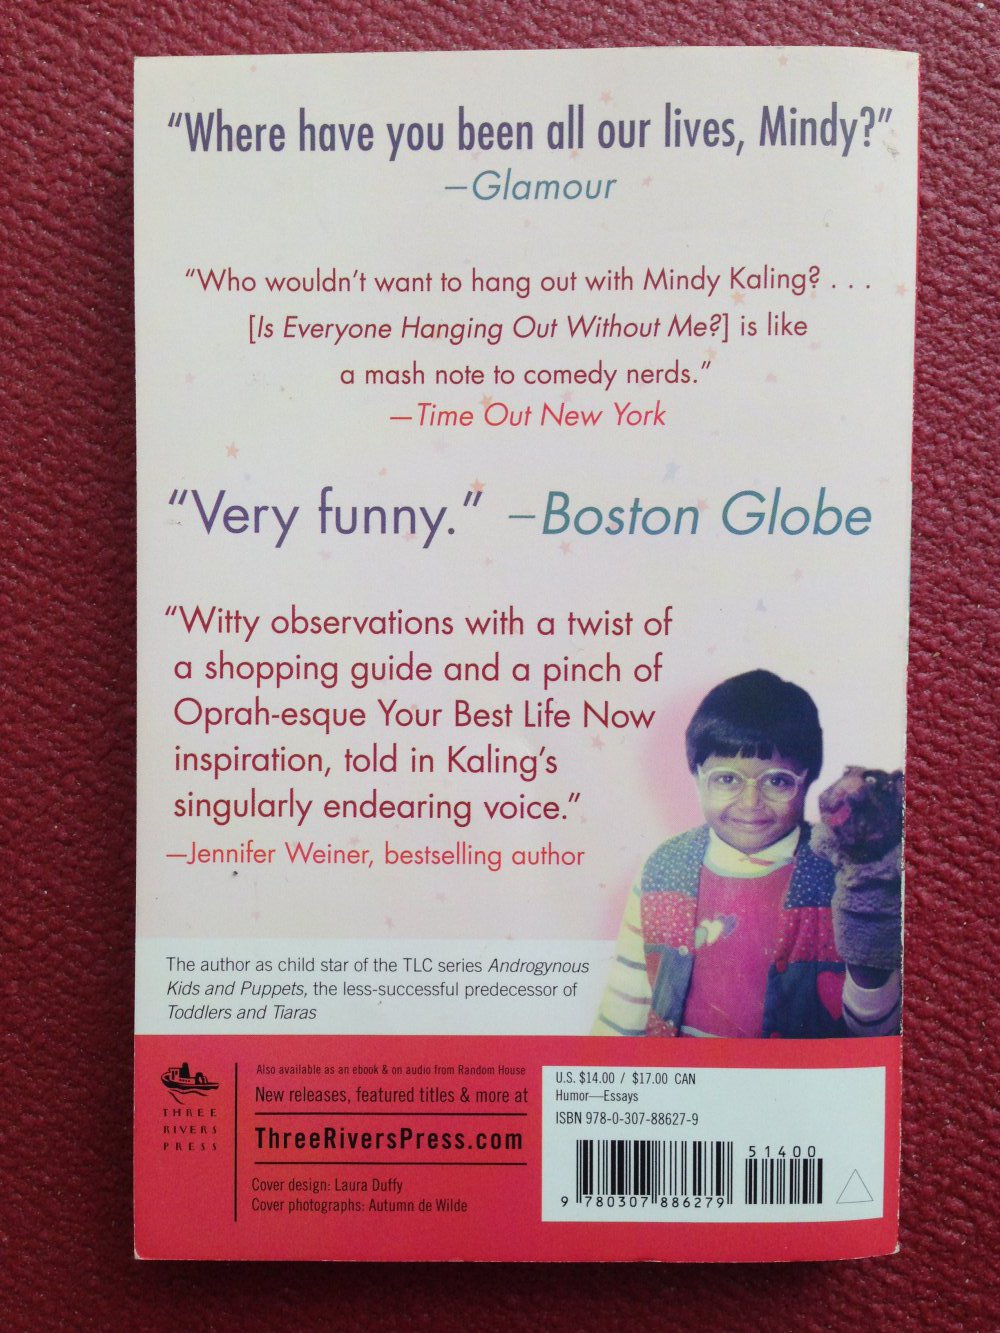 “Where have you been all our lives, Mindy?”
–Glamour
“Who wouldn’t want to hang out with Mindy Kaling? . . .
[Is Everyone Hanging Out Without Me?] is like
a mash note to comedy nerds.”
—Time Out New York
“Very funny.” –Boston Globe
“Witty observations with a twist of
a shopping guide and a pinch of
Oprah-esque Your Best Life Now
inspiration, told in Kaling’s
singularly endearing voice.”
—Jennifer Weiner, bestselling author
The author as child star of the TLC series Androgynous
Kids and Puppets, the less-successful predecessor of
Toddlers and Tiaras
THREE
RIVERS
PRESS
Also available as an ebook & on audio from Random House
New releases, featured titles & more at
ThreeRiversPress.com
Cover design: Laura Duffy
Cover photographs: Autumn de Wilde
U.S. $14.00 / $17.00 CAN
Humor—Essays
ISBN 978-0-307-88627-9
51400
9 780307 886279